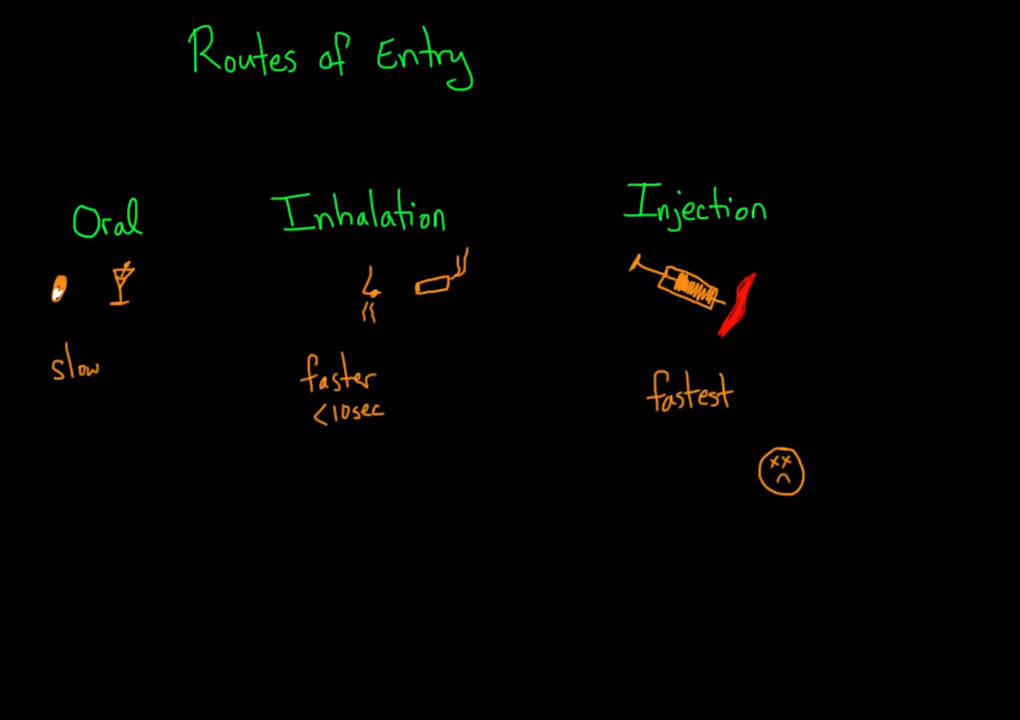 Routes of Entry
Oral
Inhalation
Injection
slow
faster
<10sec
fastest